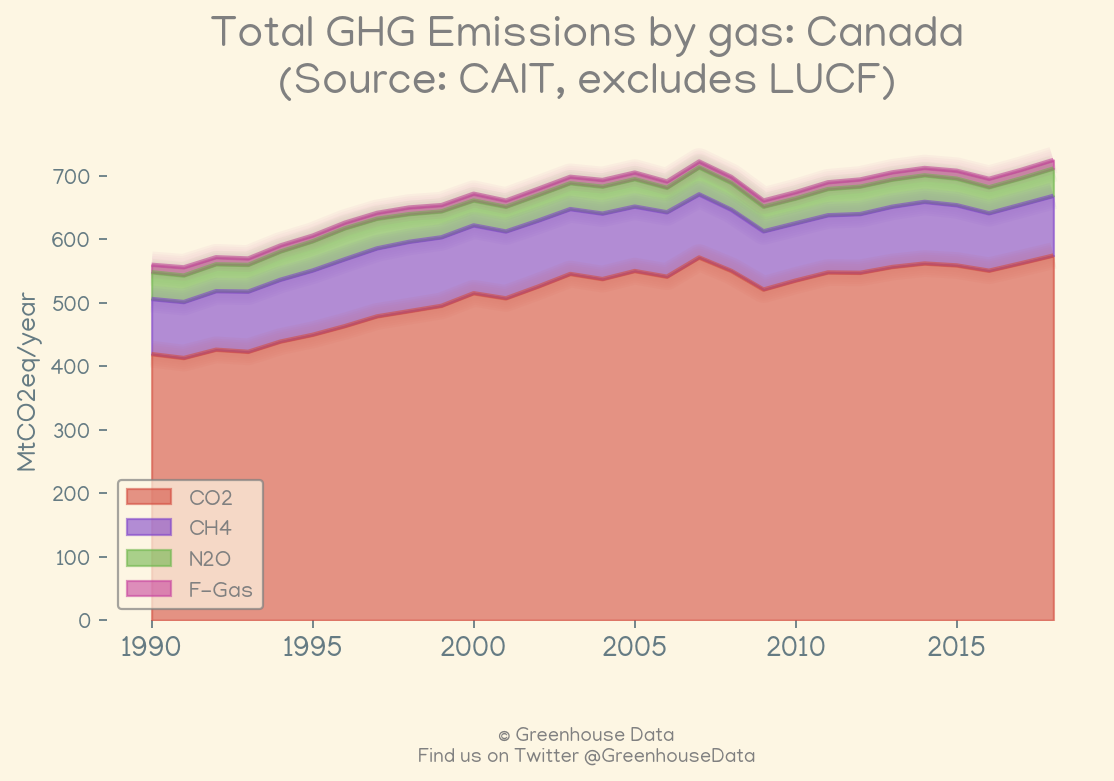 Total GHG Emissions by gas: Canada
(Source: CAIT, excludes LUCF)
MtCO2eq/year
700
600
500
400
300
200
100
0
CO2
CH4
N2O
F-Gas
1990 1995 2000 2005 2010 2015
© Greenhouse Data
Find us on Twitter @GreenhouseData